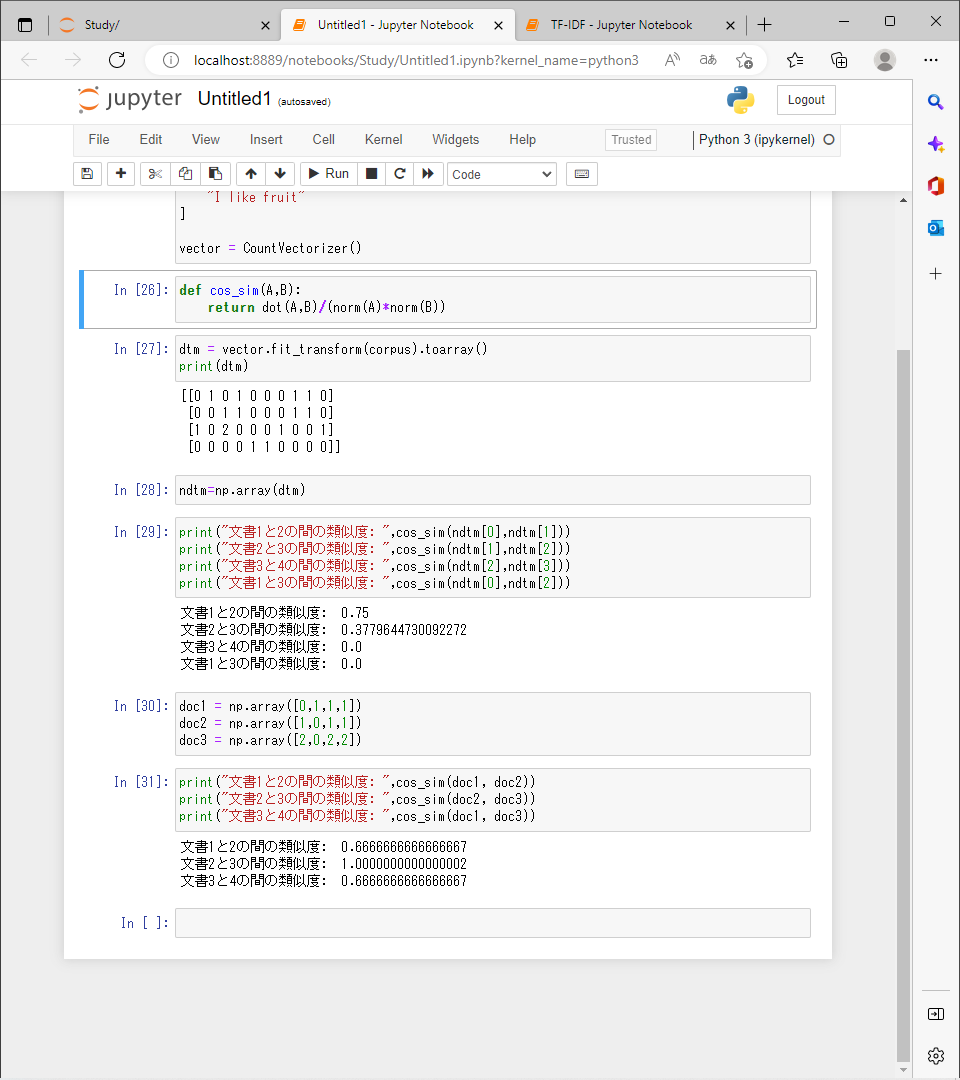 Study/
Untitled1 - Jupyter Notebook
TF-IDF - Jupyter Notebook
localhost:8889/notebooks/Study/Untitled1.ipynb?kernel_name=python3
jupyter Untitled1 (autosaved)
Logout
File Edit View Insert Cell Kernel Widgets Help
Trusted
Python 3 (ipykernel)
Run
Code
"I like fruit"
]
vector = CountVectorizer()
In [26]: def cos_sim(A,B):
return dot(A,B)/(norm(A)*norm(B))
In [27]: dtm = vector.fit_transform(corpus).toarray()
print(dtm)
[[0 1 0 1 0 0 0 1 1 0]
[0 0 1 1 0 0 0 1 1 0]
[1 0 2 0 0 0 1 0 0 1]
[0 0 0 0 1 1 0 0 0 0]]
In [28]: ndtm=np.array(dtm)
In [29]: print("文書1と2の間の類似度: ",cos_sim(ndtm[0],ndtm[1]))
print("文書2と3の間の類似度: ",cos_sim(ndtm[1],ndtm[2]))
print("文書3と4の間の類似度: ",cos_sim(ndtm[2],ndtm[3]))
print("文書1と3の間の類似度: ",cos_sim(ndtm[0],ndtm[2]))
文書1と2の間の類似度: 0.75
文書2と3の間の類似度: 0.3779644730092272
文書3と4の間の類似度: 0.0
文書1と3の間の類似度: 0.0
In [30]: doc1 = np.array([0,1,1,1])
doc2 = np.array([1,0,1,1])
doc3 = np.array([2,0,2,2])
In [31]: print("文書1と2の間の類似度: ",cos_sim(doc1, doc2))
print("文書2と3の間の類似度: ",cos_sim(doc2, doc3))
print("文書3と4の間の類似度: ",cos_sim(doc1, doc3))
文書1と2の間の類似度: 0.6666666666666667
文書2と3の間の類似度: 1.0000000000000002
文書3と4の間の類似度: 0.6666666666666667
In [ ]: